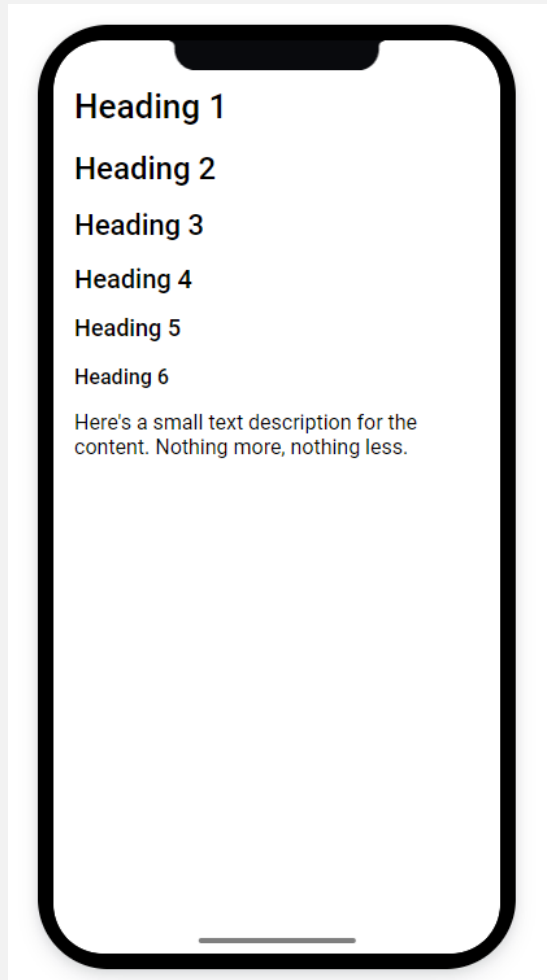 Heading 1
Heading 2
Heading 3
Heading 4
Heading 5
Heading 6
Here's a small text description for the
content. Nothing more, nothing less.